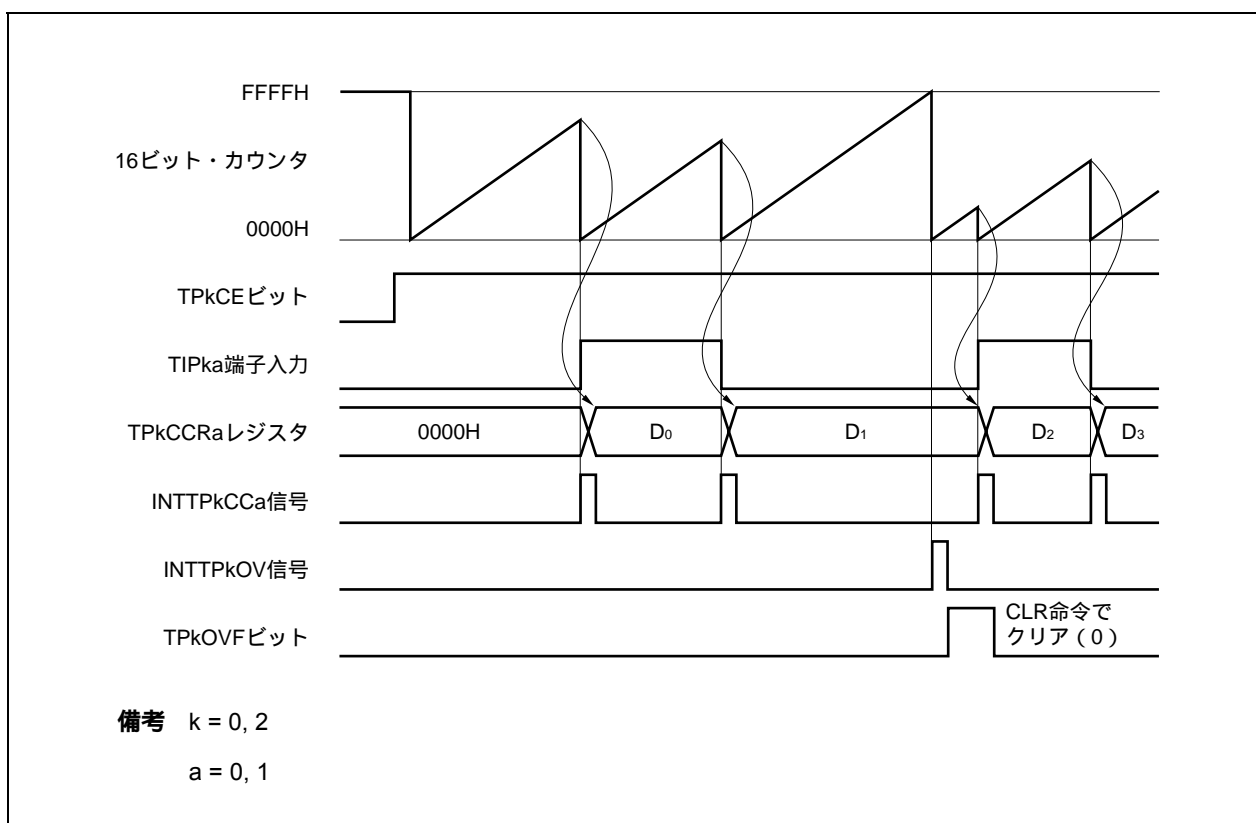 FFFFH
16ビット・カウンタ
0000H
TPkCEビット
TIPka端子入力
TPkCCRaレジスタ 0000H D0 D1 D2 D3
INTTPkCCa信号
INTTPkOV信号
TPkOVFビット
CLR命令で
クリア（0）
備考 k = 0, 2
a = 0, 1